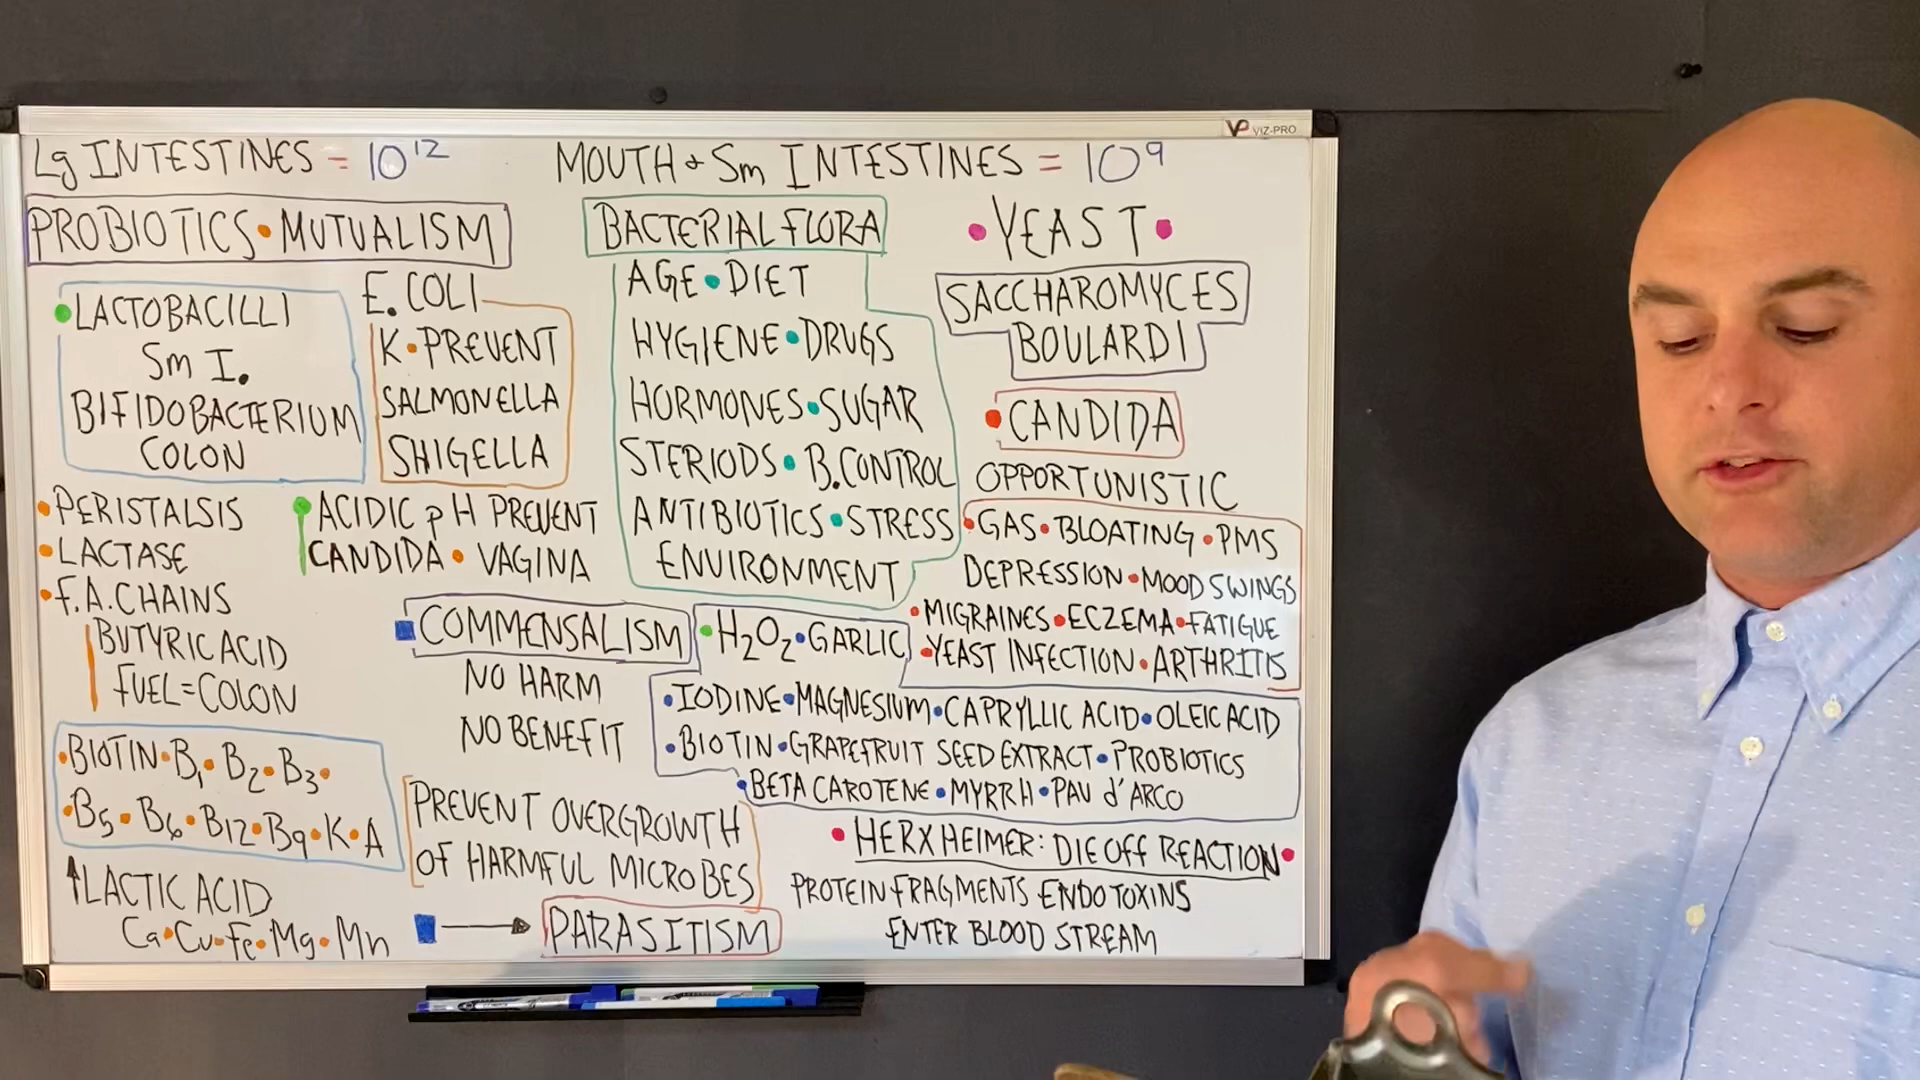 VP VIZ-PRO
Lg INTESTINES = 10¹²
MOUTH + Sm INTESTINES = 10⁹
PROBIOTICS • MUTUALISM
• LACTOBACILLI
Sm I.
BIFIDOBACTERIUM
COLON
E. COLI
K • PREVENT
SALMONELLA
SHIGELLA
• PERISTALSIS
• LACTASE
• F.A. CHAINS
BUTYRIC ACID
FUEL = COLON
• ACIDIC pH PREVENT
CANDIDA • VAGINA
• BIOTIN • B₁ • B₂ • B₃ •
• B₅ • B₆ • B12 • B9 • K • A
↑ LACTIC ACID
Ca • Cu • Fe • Mg • Mn
COMMENSALISM
NO HARM
NO BENEFIT
PREVENT OVERGROWTH
OF HARMFUL MICROBES
→ PARASITISM
BACTERIAL FLORA
AGE • DIET
HYGIENE • DRUGS
HORMONES • SUGAR
STERIODS • B. CONTROL
ANTIBIOTICS • STRESS
ENVIRONMENT
• YEAST •
SACCHAROMYCES
BOULARDI
• CANDIDA
OPPORTUNISTIC
• GAS • BLOATING • PMS
DEPRESSION • MOOD SWINGS
• MIGRAINES • ECZEMA • FATIGUE
• YEAST INFECTION • ARTHRITIS
• H₂O₂ • GARLIC
• IODINE • MAGNESIUM • CAPRYLLIC ACID • OLEIC ACID
• BIOTIN • GRAPEFRUIT SEED EXTRACT • PROBIOTICS
• BETA CAROTENE • MYRRH • PAU d'ARCO
• HERXHEIMER: DIE OFF REACTION •
PROTEIN FRAGMENTS ENDOTOXINS
ENTER BLOOD STREAM